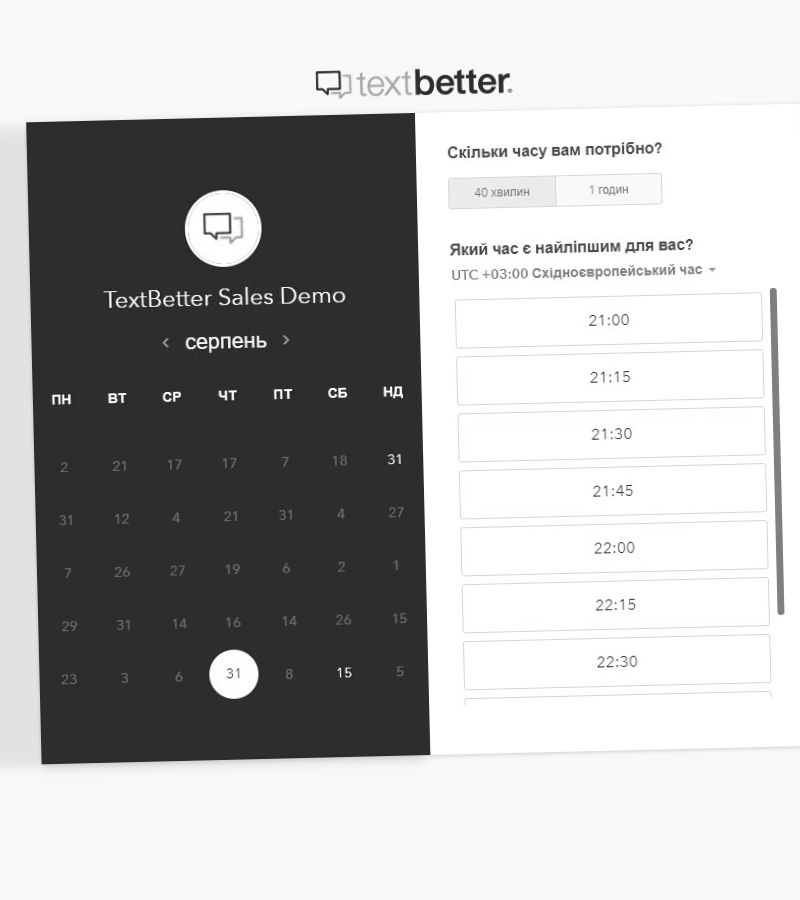 textbetter.
TextBetter Sales Demo
< серпень >
ПН ВТ СР ЧТ ПТ СБ НД
2 21 17 17 7 18 31
31 12 4 21 31 4 27
7 26 27 19 6 2 1
29 31 14 16 14 26 15
23 3 6 31 8 15 5
Скільки часу вам потрібно?
40 хвилин 1 годин
Який час є найліпшим для вас?
UTC +03:00 Східноєвропейський час
21:00
21:15
21:30
21:45
22:00
22:15
22:30